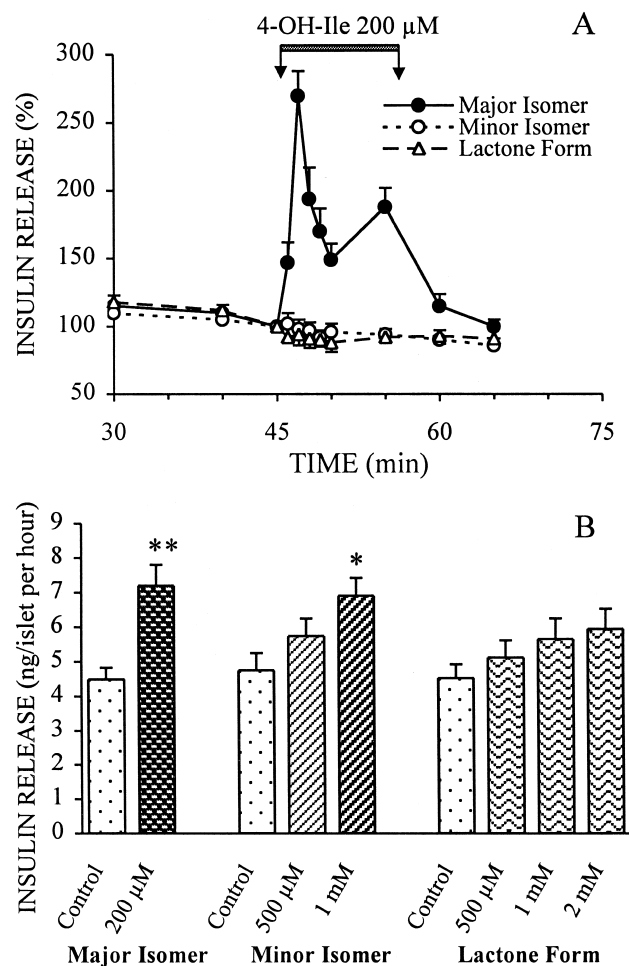 4-OH-Ile 200 µM
A
300
250
200
150
100
50
INSULIN RELEASE (%)
Major Isomer
Minor Isomer
Lactone Form
30
45
60
75
TIME (min)
B
9
8
7
6
5
4
3
2
1
0
INSULIN RELEASE (ng/islet per hour)
**
*
Control
200 µM
Control
500 µM
1 mM
Control
500 µM
1 mM
2 mM
Major Isomer
Minor Isomer
Lactone Form